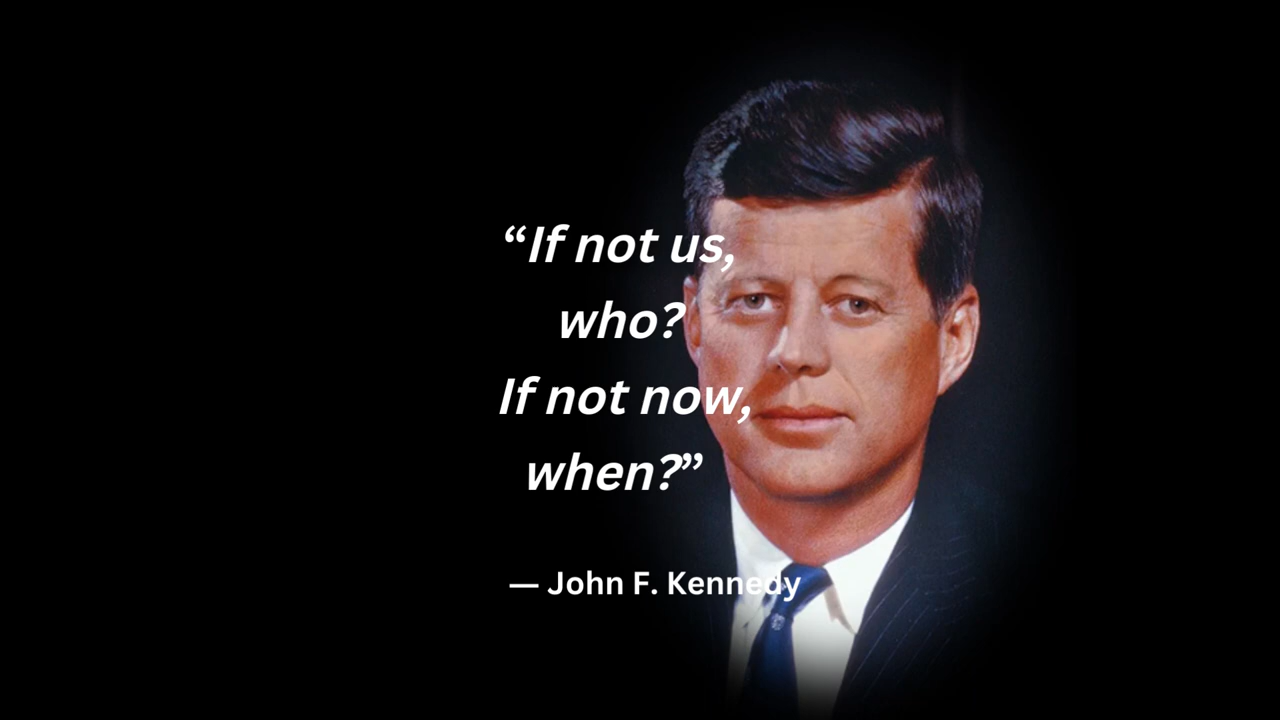 “If not us,
who?
If not now,
when?”
— John F. Kennedy